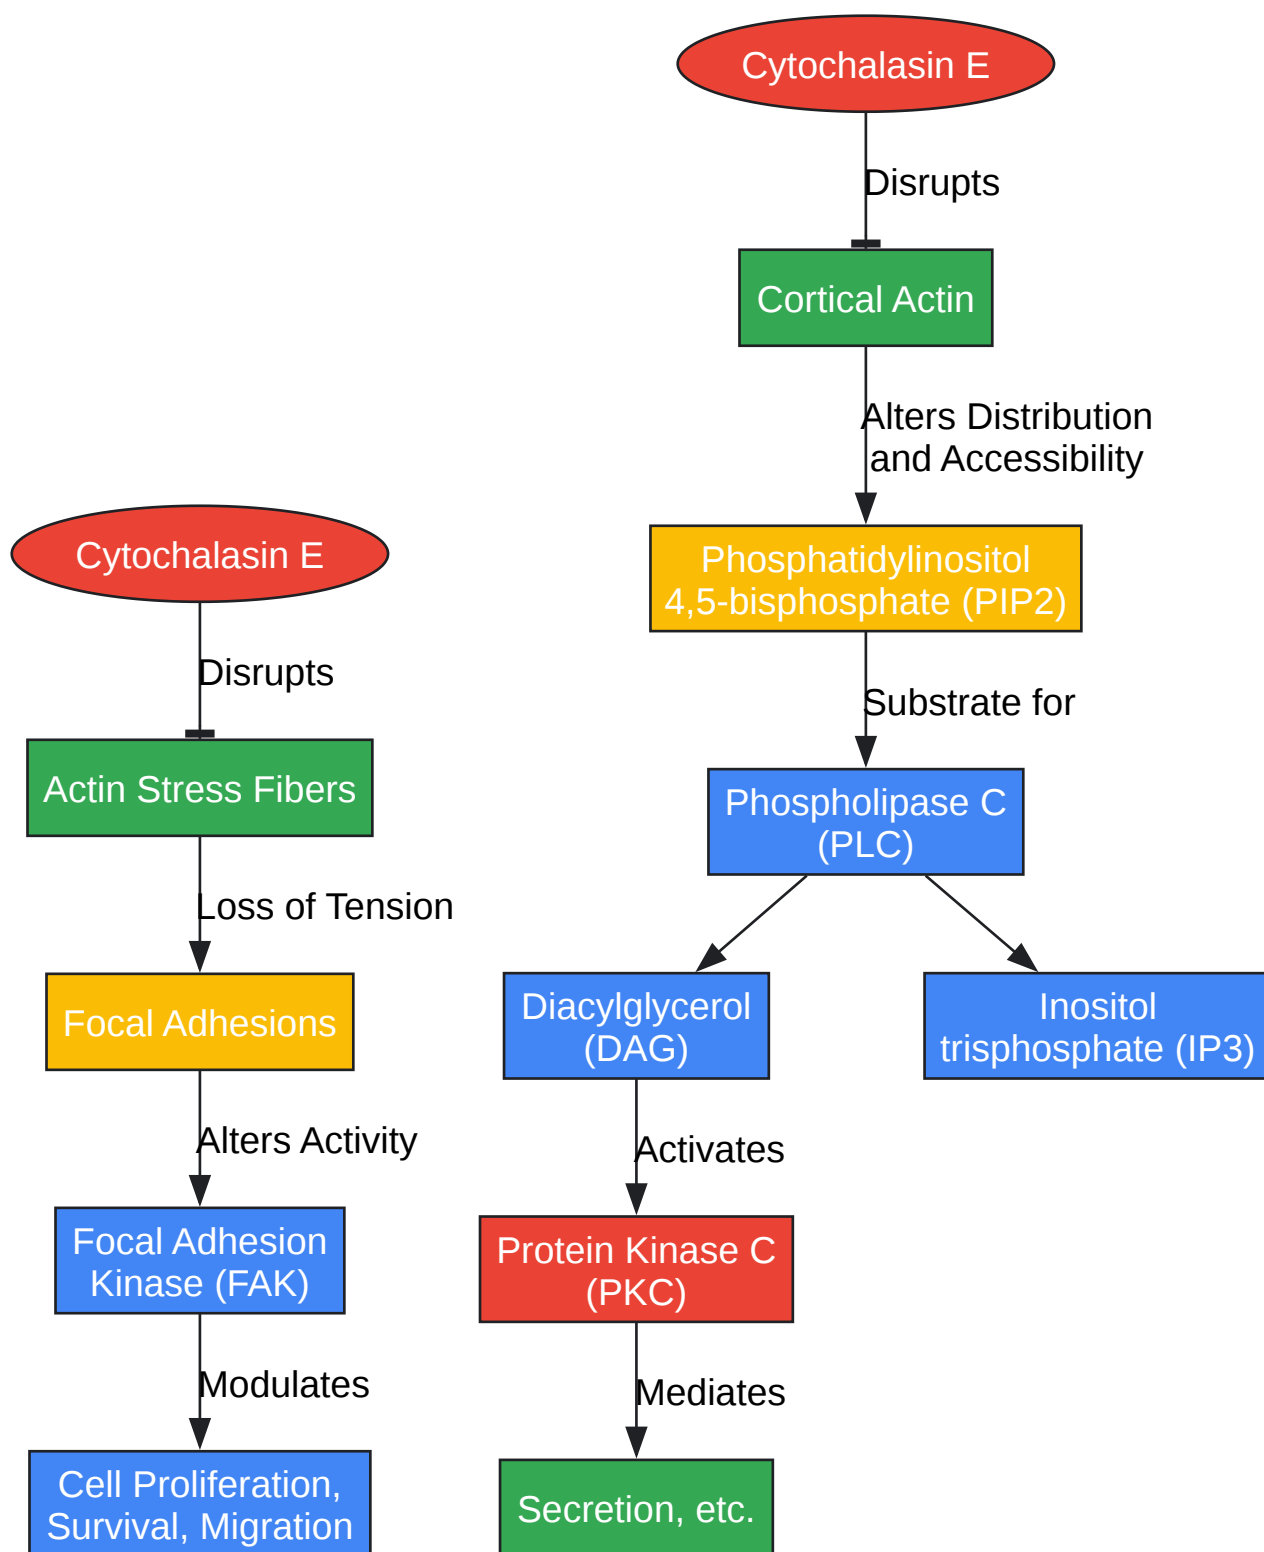 Cytochalasin E
Disrupts
Cortical Actin
Alters Distribution
and Accessibility
Phosphatidylinositol
4,5-bisphosphate (PIP2)
Substrate for
Phospholipase C
(PLC)
Diacylglycerol
(DAG)
Inositol
trisphosphate (IP3)
Activates
Protein Kinase C
(PKC)
Mediates
Secretion, etc.
Cytochalasin E
Disrupts
Actin Stress Fibers
Loss of Tension
Focal Adhesions
Alters Activity
Focal Adhesion
Kinase (FAK)
Modulates
Cell Proliferation,
Survival, Migration